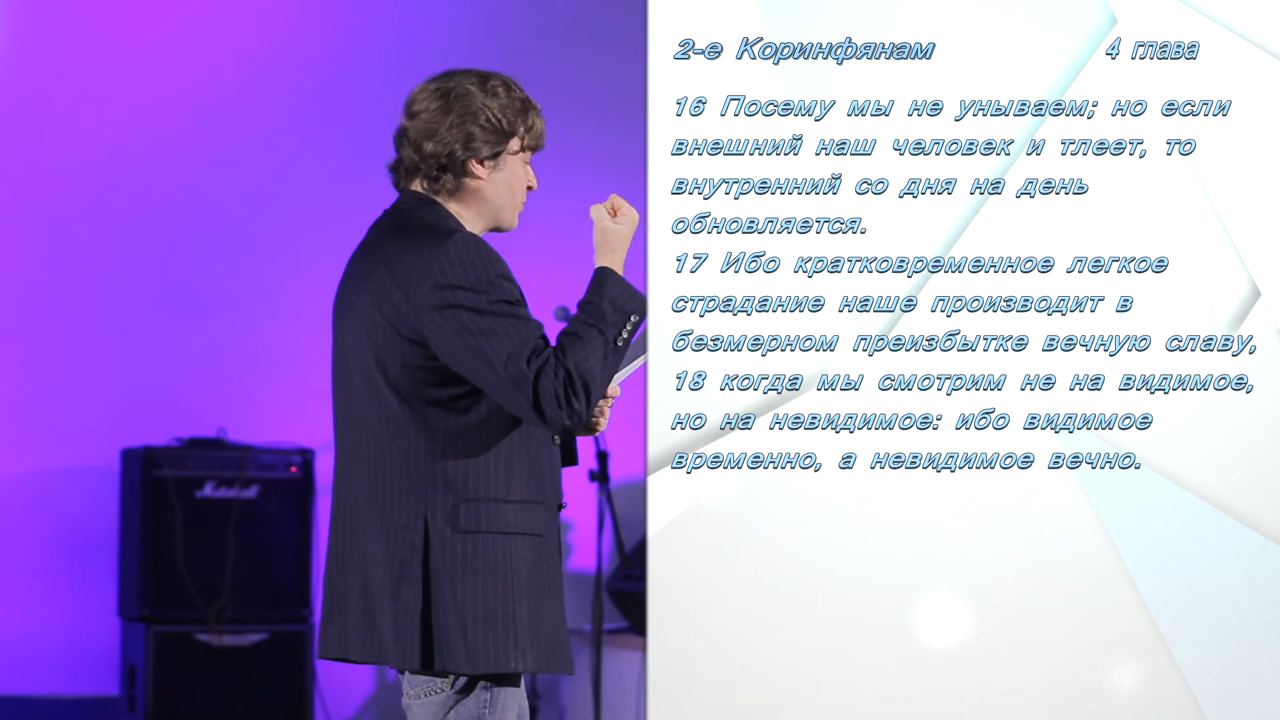 2-е Коринфянам 4 глава
16 Посему мы не унываем; но если
внешний наш человек и тлеет, то
внутренний со дня на день
обновляется.
17 Ибо кратковременное легкое
страдание наше производит в
безмерном преизбытке вечную славу,
18 когда мы смотрим не на видимое,
но на невидимое: ибо видимое
временно, а невидимое вечно.
Marshall